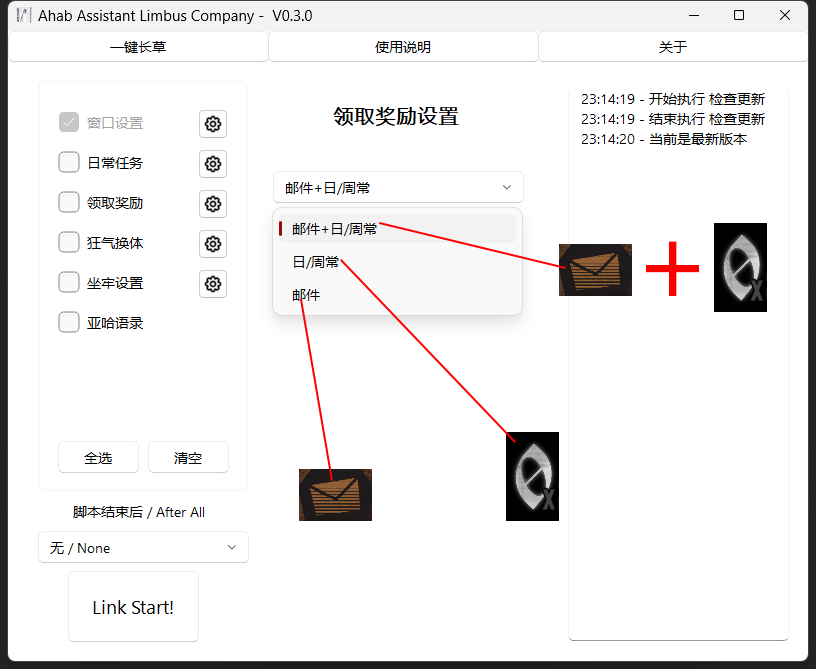 Ahab Assistant Limbus Company - V0.3.0
一键长草
使用说明
关于
窗口设置
日常任务
领取奖励
狂气换体
坐牢设置
亚哈语录
全选
清空
脚本结束后 / After All
无 / None
Link Start!
领取奖励设置
邮件+日/周常
邮件+日/周常
日/周常
邮件
23:14:19 - 开始执行 检查更新
23:14:19 - 结束执行 检查更新
23:14:20 - 当前是最新版本